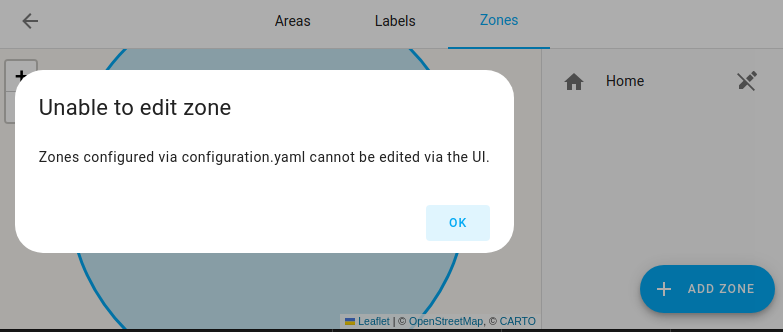 Areas
Labels
Zones
+
Home
Unable to edit zone
Zones configured via configuration.yaml cannot be edited via the UI.
OK
ADD ZONE
Leaflet | © OpenStreetMap, © CARTO